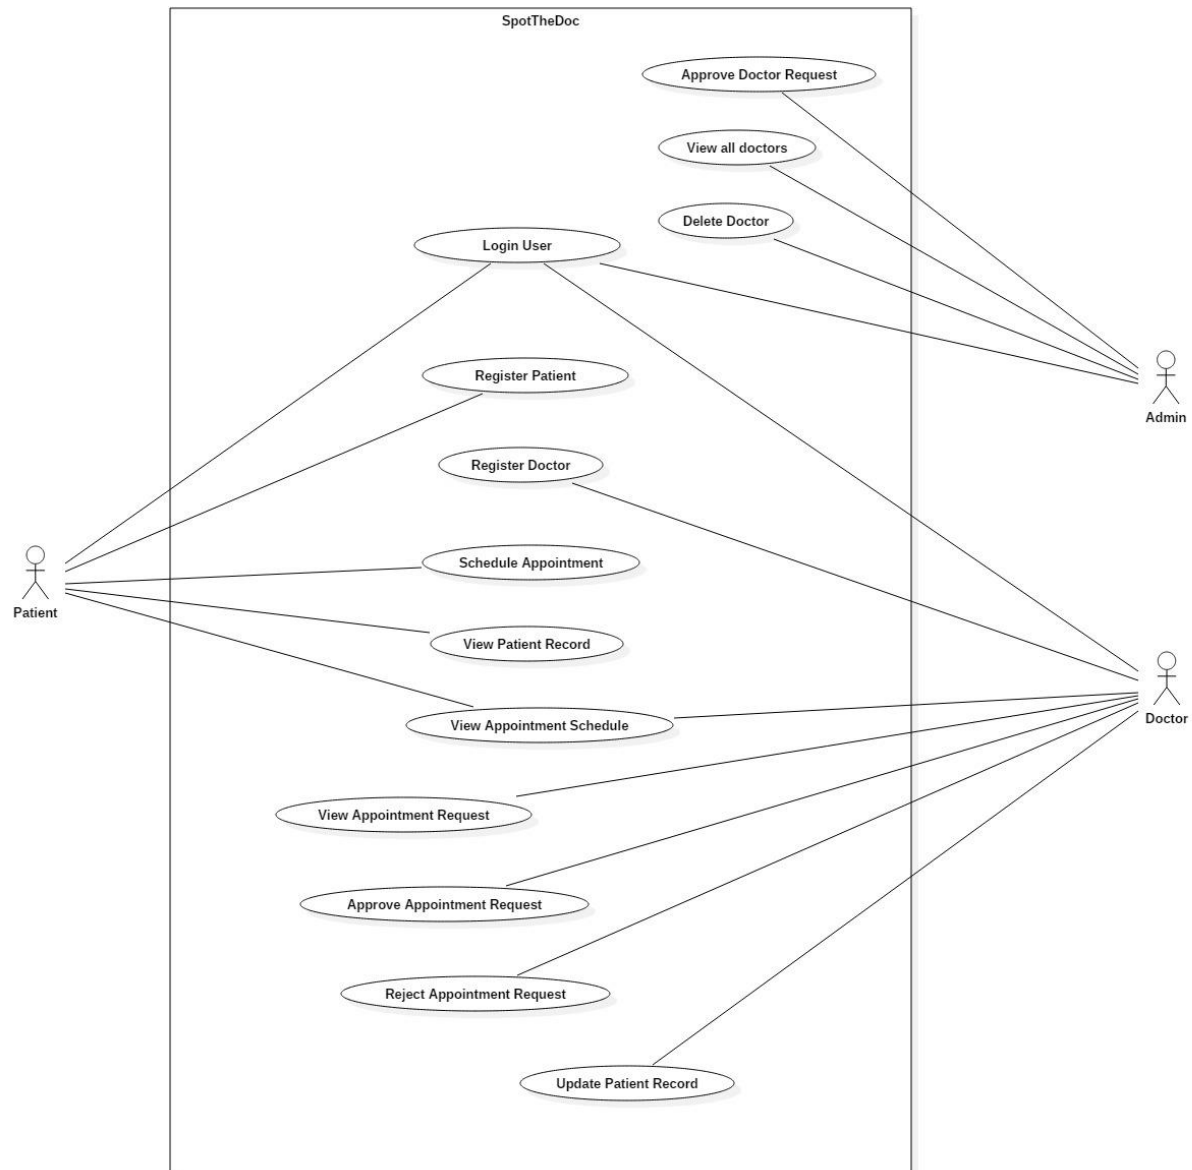 SpotTheDoc
Approve Doctor Request
View all doctors
Delete Doctor
Login User
Register Patient
Admin
Register Doctor
Schedule Appointment
Patient
View Patient Record
Doctor
View Appointment Schedule
View Appointment Request
Approve Appointment Request
Reject Appointment Request
Update Patient Record